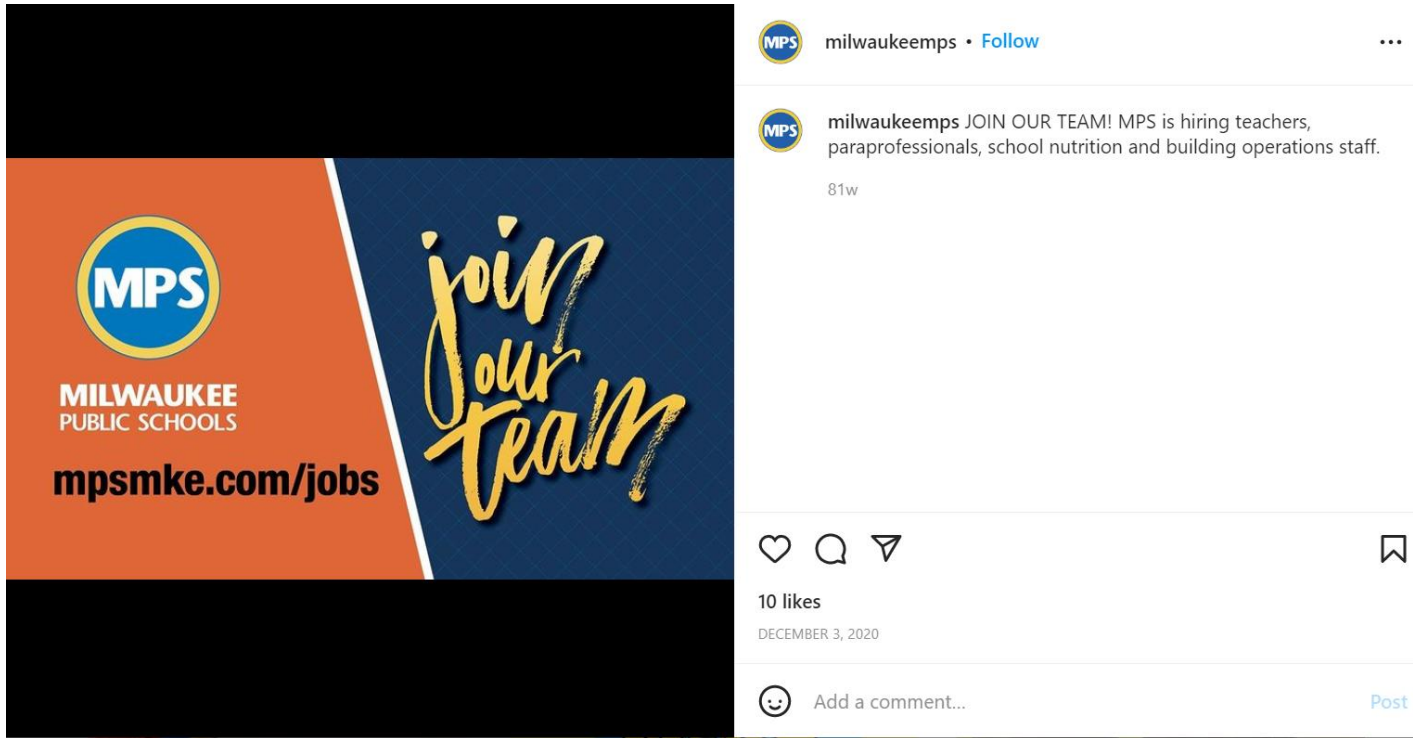 MPS
MILWAUKEE
PUBLIC SCHOOLS
mpsmke.com/jobs
join
our
team
MPS
milwaukeemps • Follow
MPS
milwaukeemps JOIN OUR TEAM! MPS is hiring teachers,
paraprofessionals, school nutrition and building operations staff.
81w
10 likes
DECEMBER 3, 2020
Add a comment...
Post